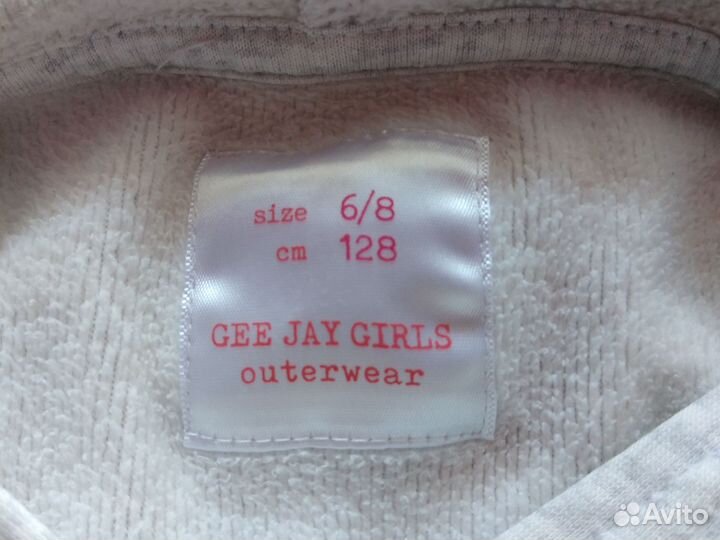 size 6/8
cm 128
GEE JAY GIRLS
outerwear
Avito